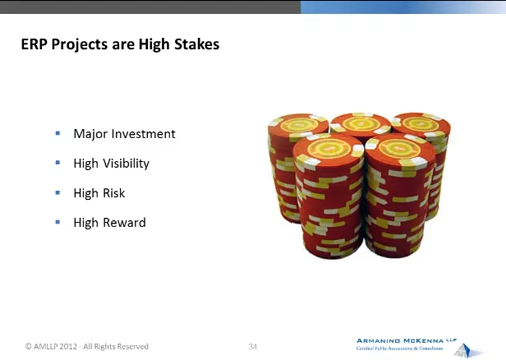 ERP Projects are High Stakes
Major Investment
High Visibility
High Risk
High Reward
© AMLLP 2012 - All Rights Reserved
34
ARMANINO MCKENNA LLP
Certified Public Accountants & Consultants